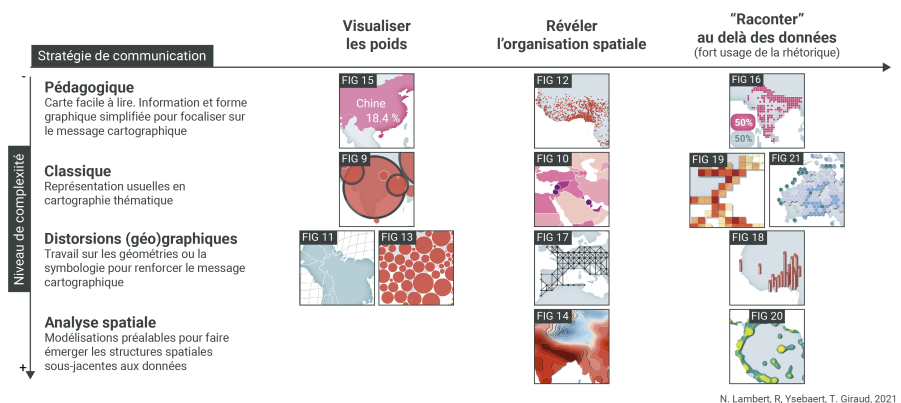 Visualiser
les poids
Révéler
l'organisation spatiale
“Raconter”
au delà des données
(fort usage de la rhétorique)
Stratégie de communication
-
Niveau de complexité
+
Pédagogique
Carte facile à lire. Information et forme
graphique simplifiée pour focaliser sur
le message cartographique
FIG 15
Chine
18.4 %
FIG 12
FIG 16
50%
50%
Classique
Représentation usuelles en
cartographie thématique
FIG 9
FIG 10
FIG 19
FIG 21
Distorsions (géo)graphiques
Travail sur les géométries ou la
symbologie pour renforcer le message
cartographique
FIG 11
FIG 13
FIG 17
FIG 18
Analyse spatiale
Modélisations préalables pour faire
émerger les structures spatiales
sous-jacentes aux données
FIG 14
FIG 20
N. Lambert, R, Ysebaert, T. Giraud, 2021